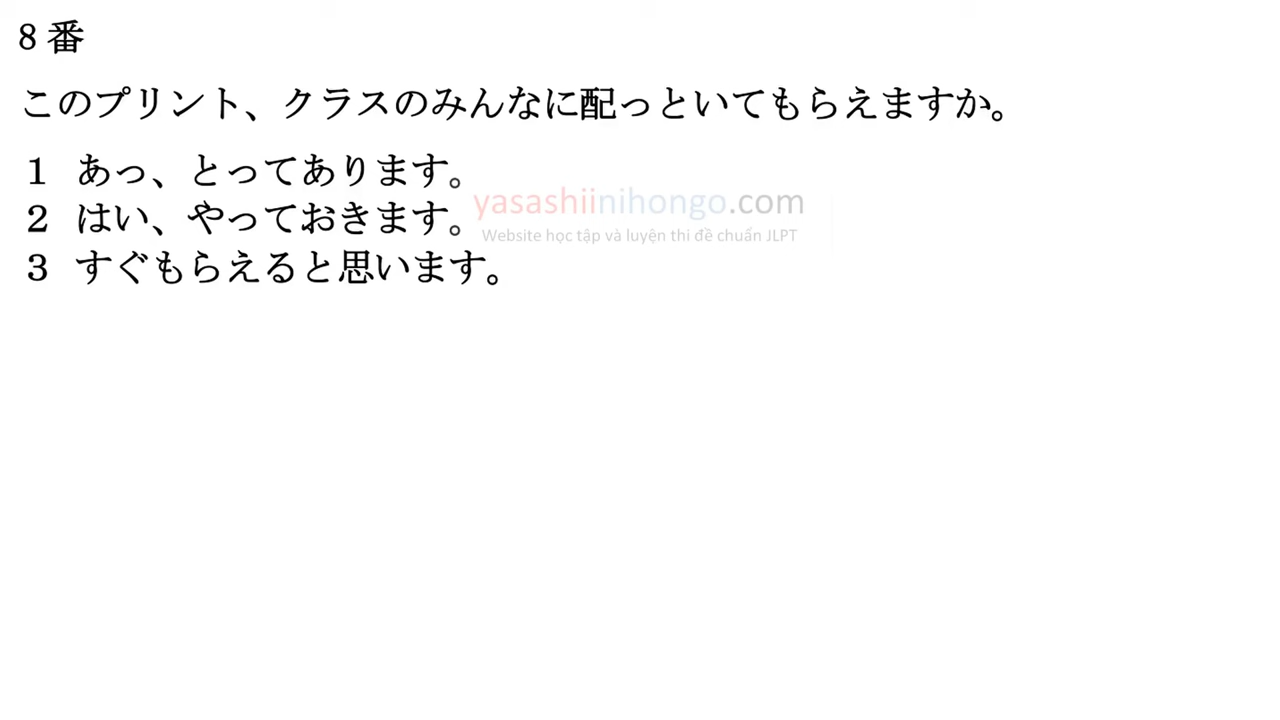 8番
このプリント、クラスのみんなに配っといてもらえますか。
1 あっ、とってあります。
2 はい、やっておきます。
3 すぐもらえると思います。
yasashiinihongo.com
Website học tập và luyện thi đề chuẩn JLPT